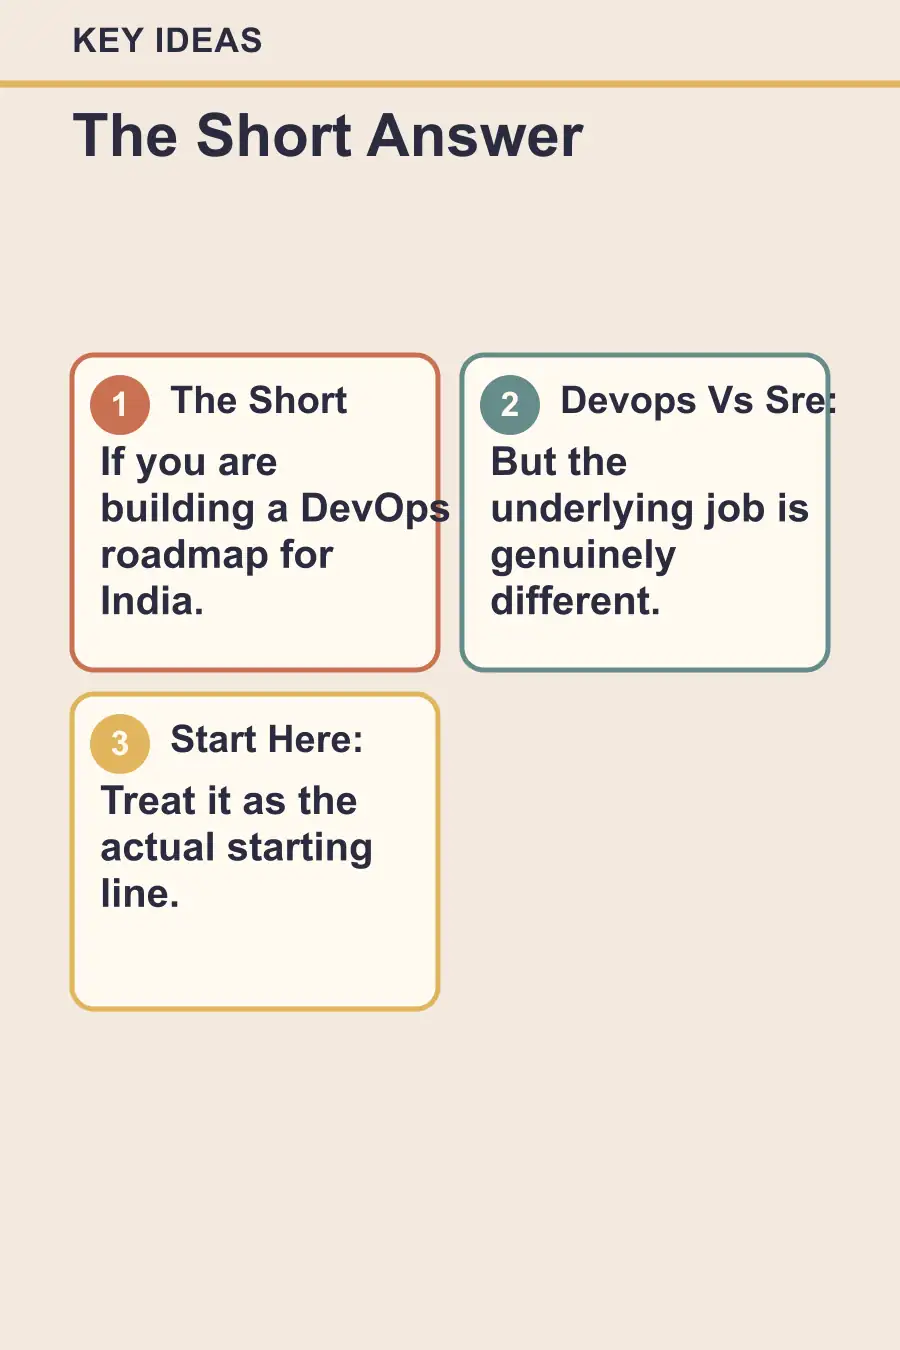 KEY IDEAS
The Short Answer
1 The Short
If you are
building a DevOps
roadmap for
India.
2 Devops Vs Sre:
But the
underlying job is
genuinely
different.
3 Start Here:
Treat it as the
actual starting
line.